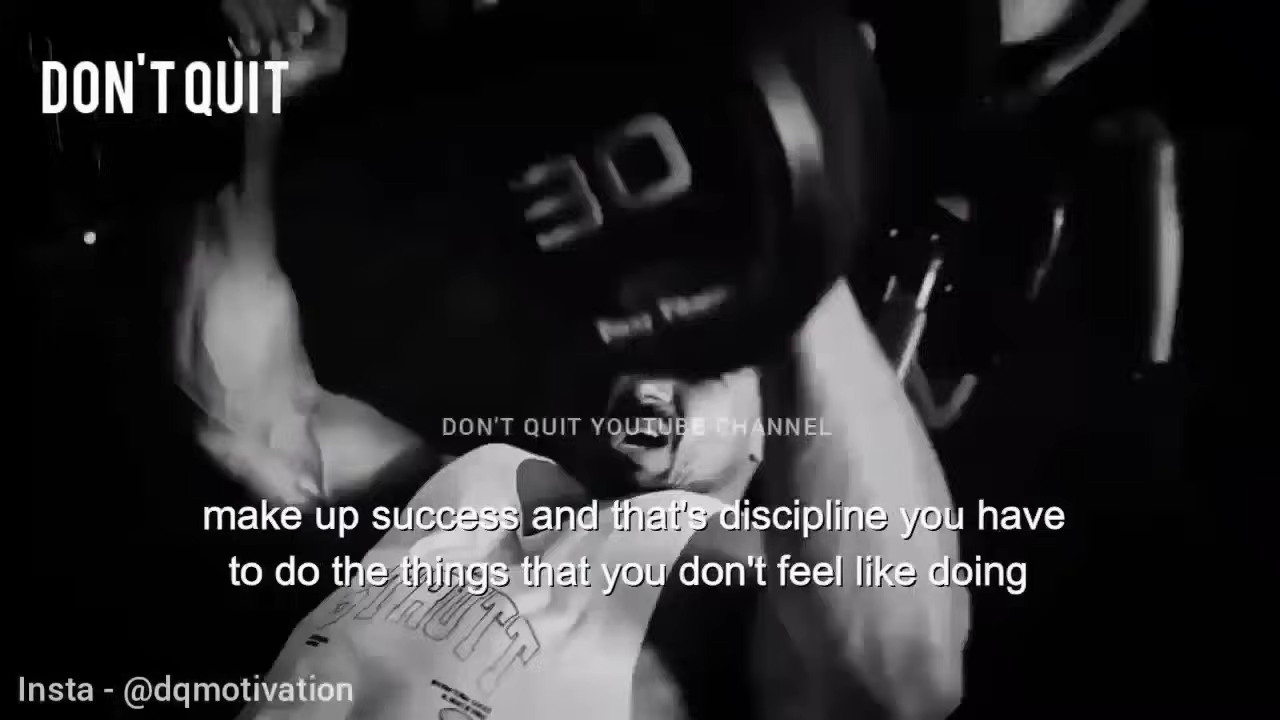 DON'T QUIT
30
DON'T QUIT YOUTUBE CHANNEL
make up success and that's discipline you have
to do the things that you don't feel like doing
Insta - @dqmotivation